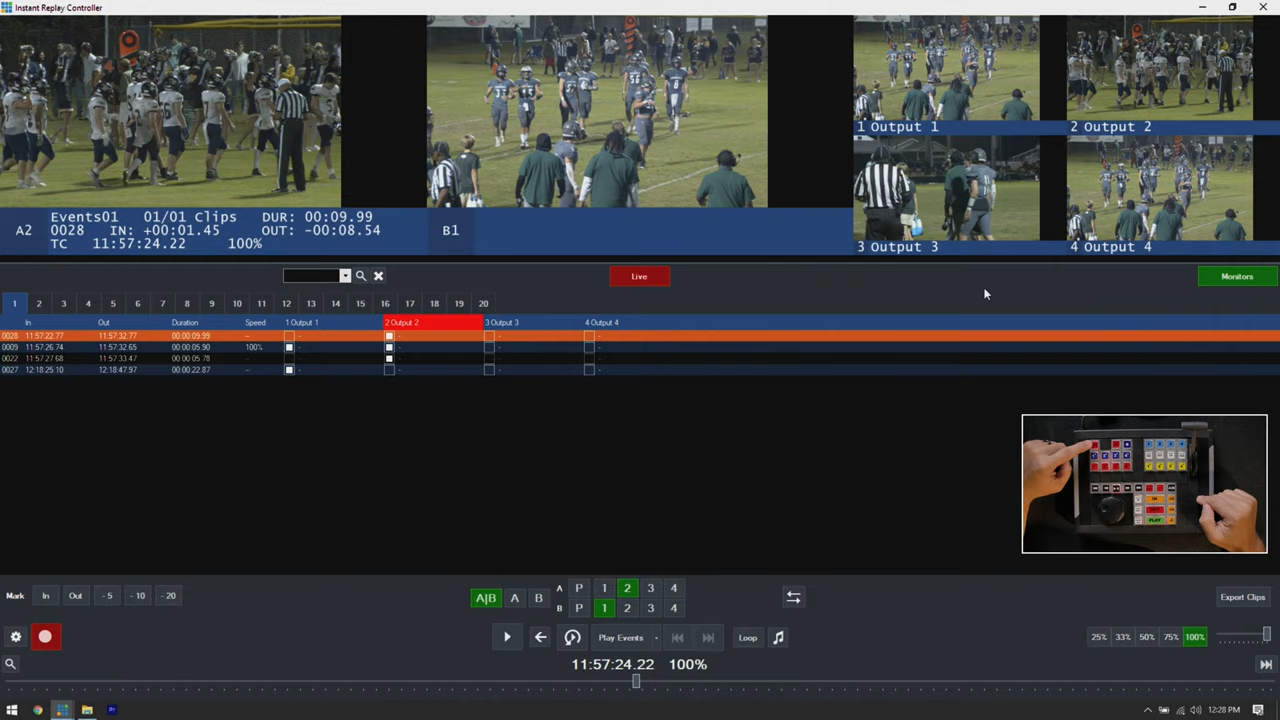 Instant Replay Controller
1 Output 1
2 Output 2
3 Output 3
4 Output 4
A2
Events01 01/01 Clips DUR: 00:09.99
0028 IN: +00:01.45 OUT: -00:08.54
TC 11:57:24.22 100%
B1
Live
Monitors
1 2 3 4 5 6 7 8 9 10 11 12 13 14 15 16 17 18 19 20
In Out Duration Speed 1 Output 1 2 Output 2 3 Output 3 4 Output 4
0028 11:57:22.77 11:57:32.77 00:00:09.99 -- - - - -
0009 11:57:26.74 11:57:32.65 00:00:05.90 100% - - - -
0022 11:57:27.68 11:57:33.47 00:00:05.78 -- - - - -
0027 12:18:25.10 12:18:47.97 00:00:22.87 -- - - - -
IN
PLAY
Mark In Out - 5 - 10 - 20
A|B A B
A P 1 2 3 4
B P 1 2 3 4
Export Clips
Play Events
Loop
25% 33% 50% 75% 100%
11:57:24.22 100%
Pr
12:28 PM